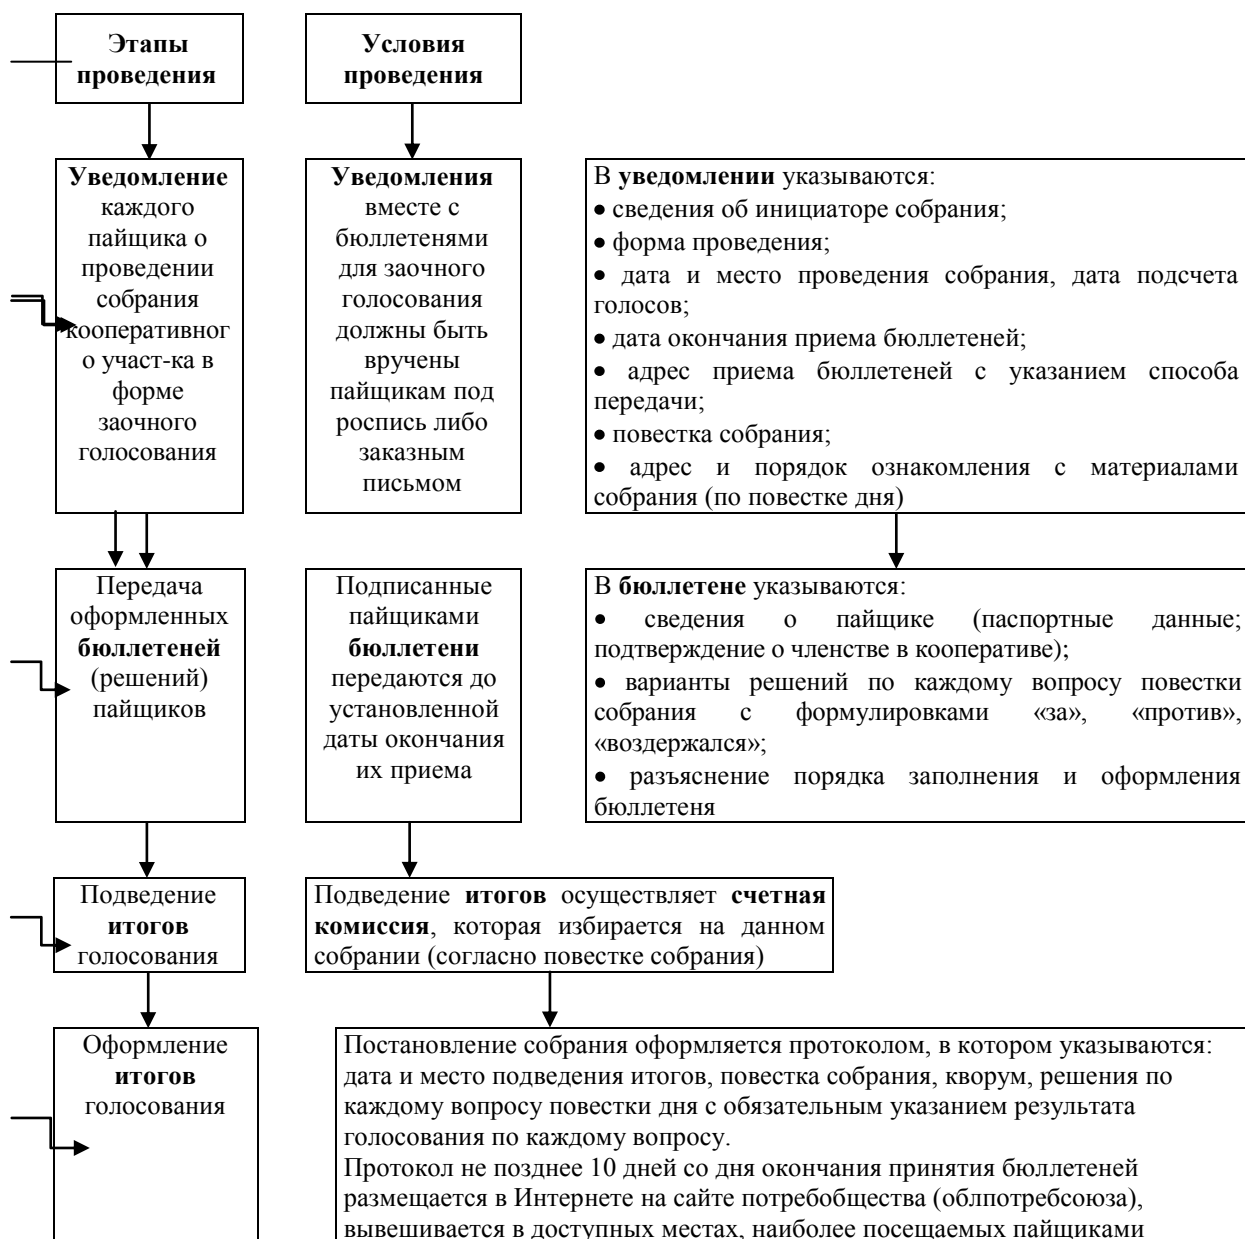 Этапы
проведения
Условия
проведения
Уведомление
каждого
пайщика о
проведении
собрания
кооперативног
о участ-ка в
форме
заочного
голосования
Уведомления
вместе с
бюллетенями
для заочного
голосования
должны быть
вручены
пайщикам под
роспись либо
заказным
письмом
В уведомлении указываются:
• сведения об инициаторе собрания;
• форма проведения;
• дата и место проведения собрания, дата подсчета
голосов;
• дата окончания приема бюллетеней;
• адрес приема бюллетеней с указанием способа
передачи;
• повестка собрания;
• адрес и порядок ознакомления с материалами
собрания (по повестке дня)
Передача
оформленных
бюллетеней
(решений)
пайщиков
Подписанные
пайщиками
бюллетени
передаются до
установленной
даты окончания
их приема
В бюллетене указываются:
• сведения о пайщике (паспортные данные;
подтверждение о членстве в кооперативе);
• варианты решений по каждому вопросу повестки
собрания с формулировками «за», «против»,
«воздержался»;
• разъяснение порядка заполнения и оформления
бюллетеня
Подведение
итогов
голосования
Подведение итогов осуществляет счетная
комиссия, которая избирается на данном
собрании (согласно повестке собрания)
Оформление
итогов
голосования
Постановление собрания оформляется протоколом, в котором указываются:
дата и место подведения итогов, повестка собрания, кворум, решения по
каждому вопросу повестки дня с обязательным указанием результата
голосования по каждому вопросу.
Протокол не позднее 10 дней со дня окончания принятия бюллетеней
размещается в Интернете на сайте потребобщества (облпотребсоюза),
вывешивается в доступных местах, наиболее посещаемых пайщиками